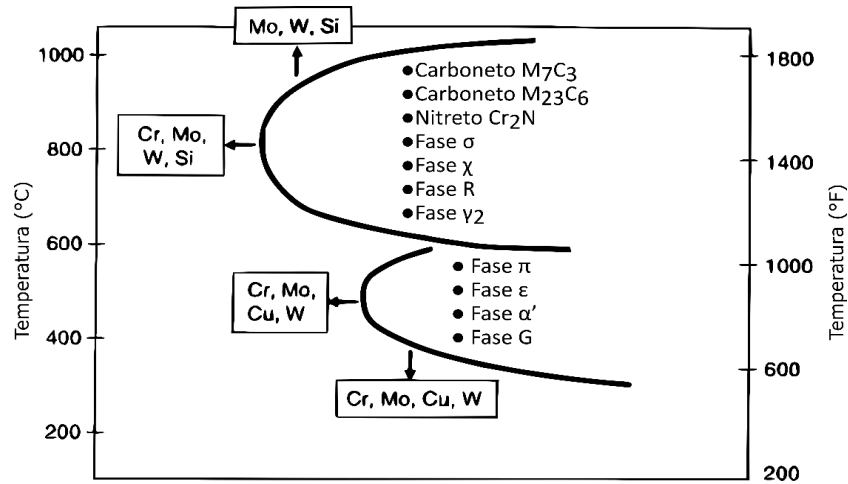 Mo, W, Si
Cr, Mo,
W, Si
Carboneto M7C3
Carboneto M23C6
Nitreto Cr2N
Fase σ
Fase χ
Fase R
Fase γ2
Cr, Mo,
Cu, W
Fase π
Fase ε
Fase α'
Fase G
Cr, Mo, Cu, W
Temperatura (°C)
1000
800
600
400
200
Temperatura (°F)
1800
1400
1000
600
200